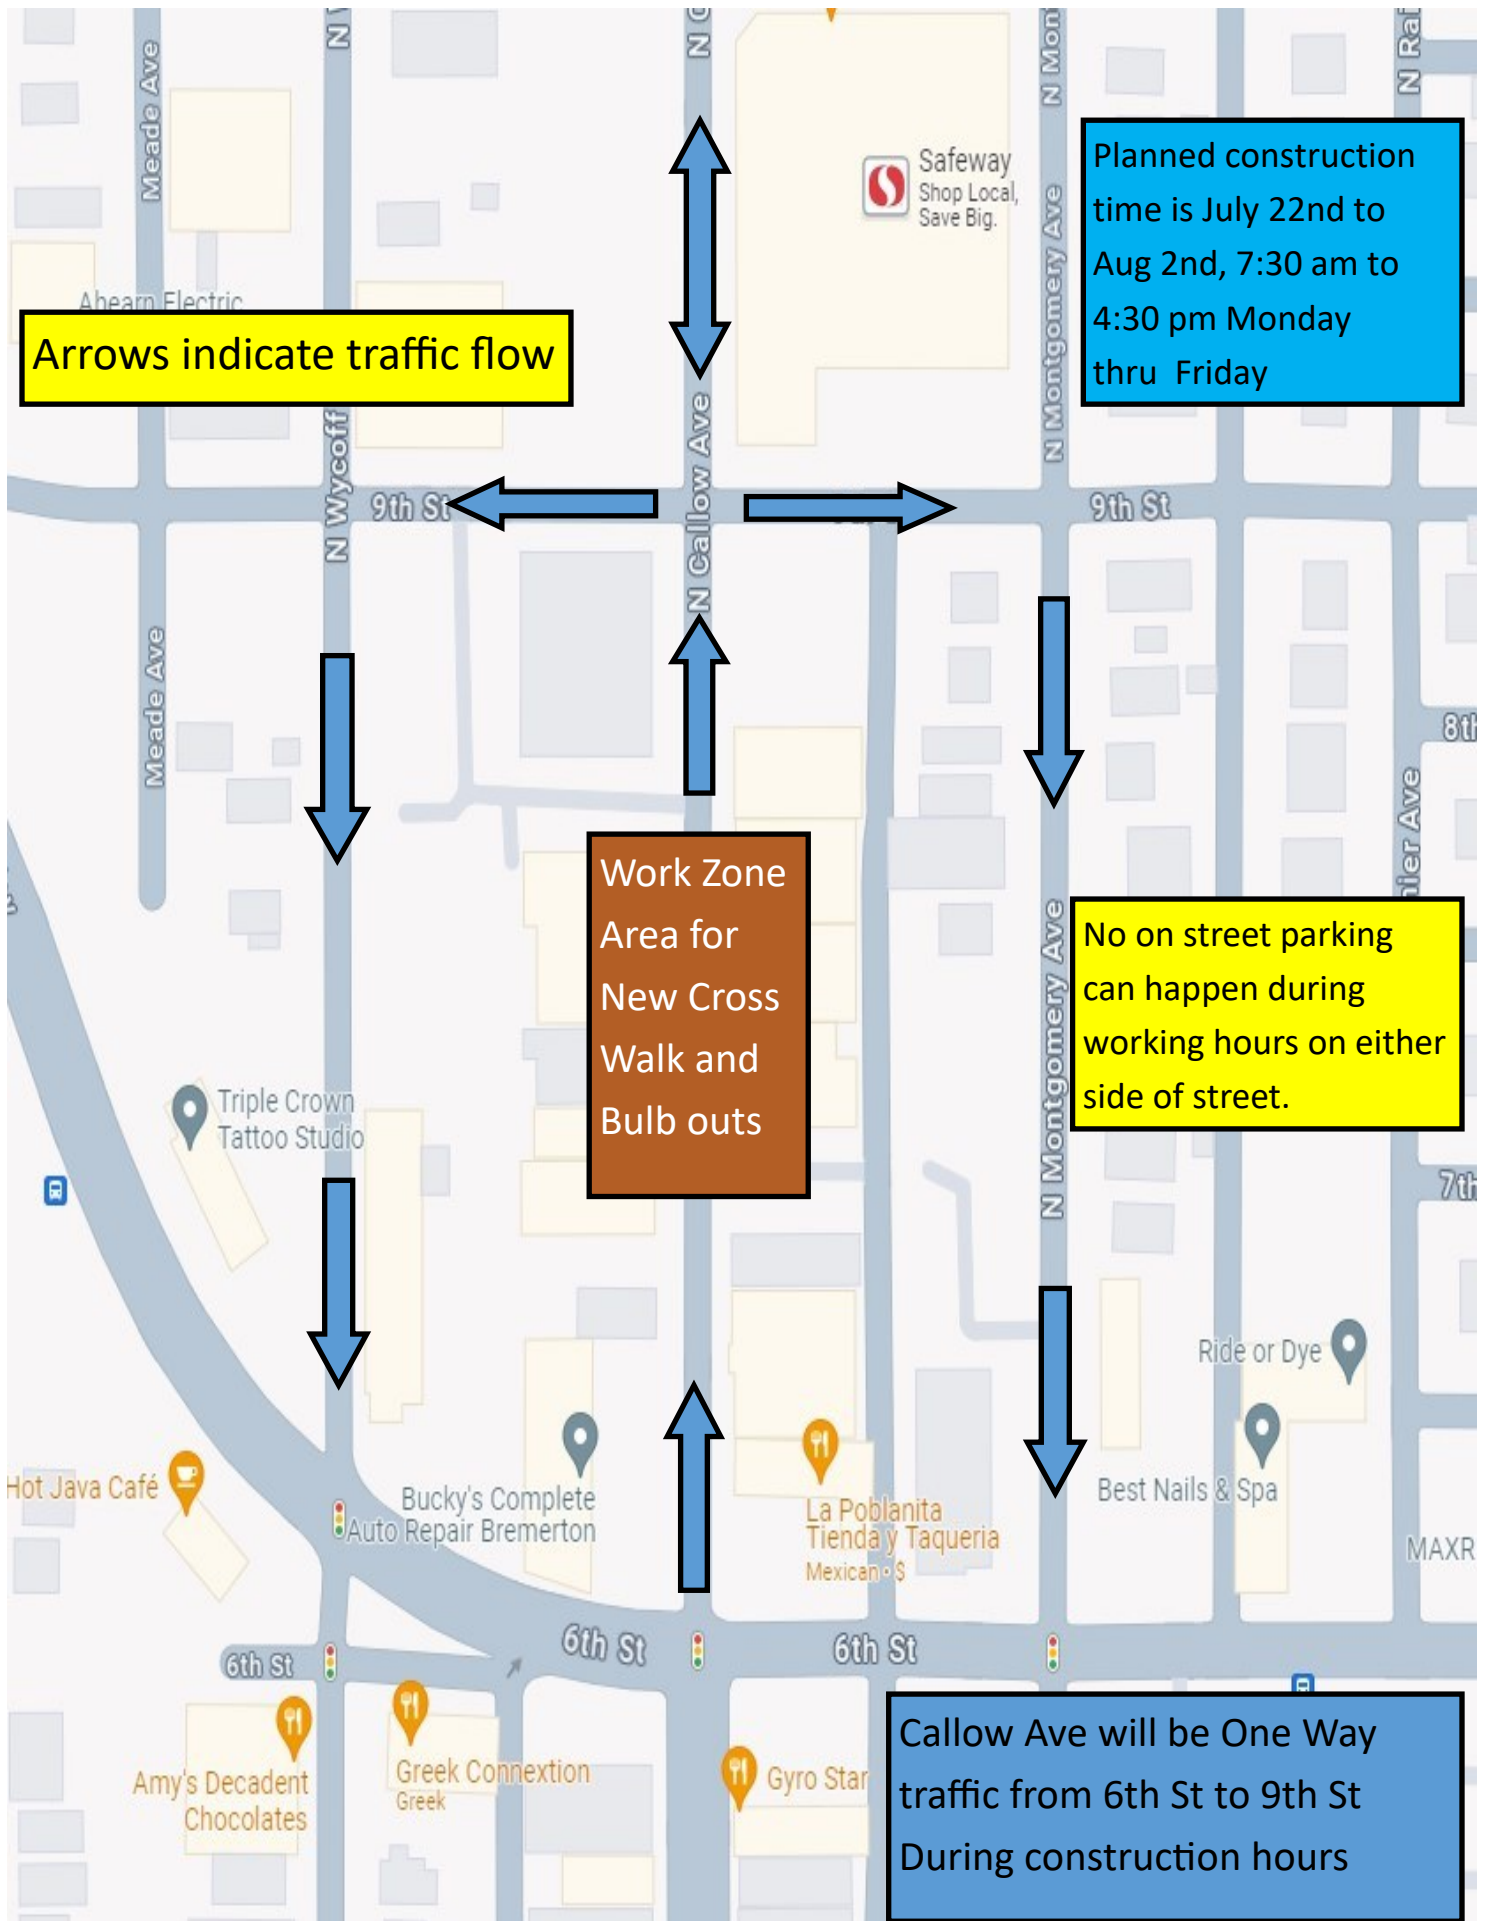 Meade Ave
N
N
N Mon
N Rai
Safeway
Shop Local,
Save Big.
N Montgomery Ave
Planned construction
time is July 22nd to
Aug 2nd, 7:30 am to
4:30 pm Monday
thru Friday
Ahearn Electric
Arrows indicate traffic flow
N Wycoff
N Callow Ave
9th St
9th St
Meade Ave
8th
Work Zone
Area for
New Cross
Walk and
Bulb outs
N Montgomery Ave
nier Ave
No on street parking
can happen during
working hours on either
side of street.
Triple Crown
Tattoo Studio
7th
Ride or Dye
Hot Java Café
Bucky's Complete
Auto Repair Bremerton
La Poblanita
Tienda y Taqueria
Mexican • $
Best Nails & Spa
MAXR
6th St
6th St
6th St
Amy's Decadent
Chocolates
Greek Connextion
Greek
Gyro Star
Callow Ave will be One Way
traffic from 6th St to 9th St
During construction hours